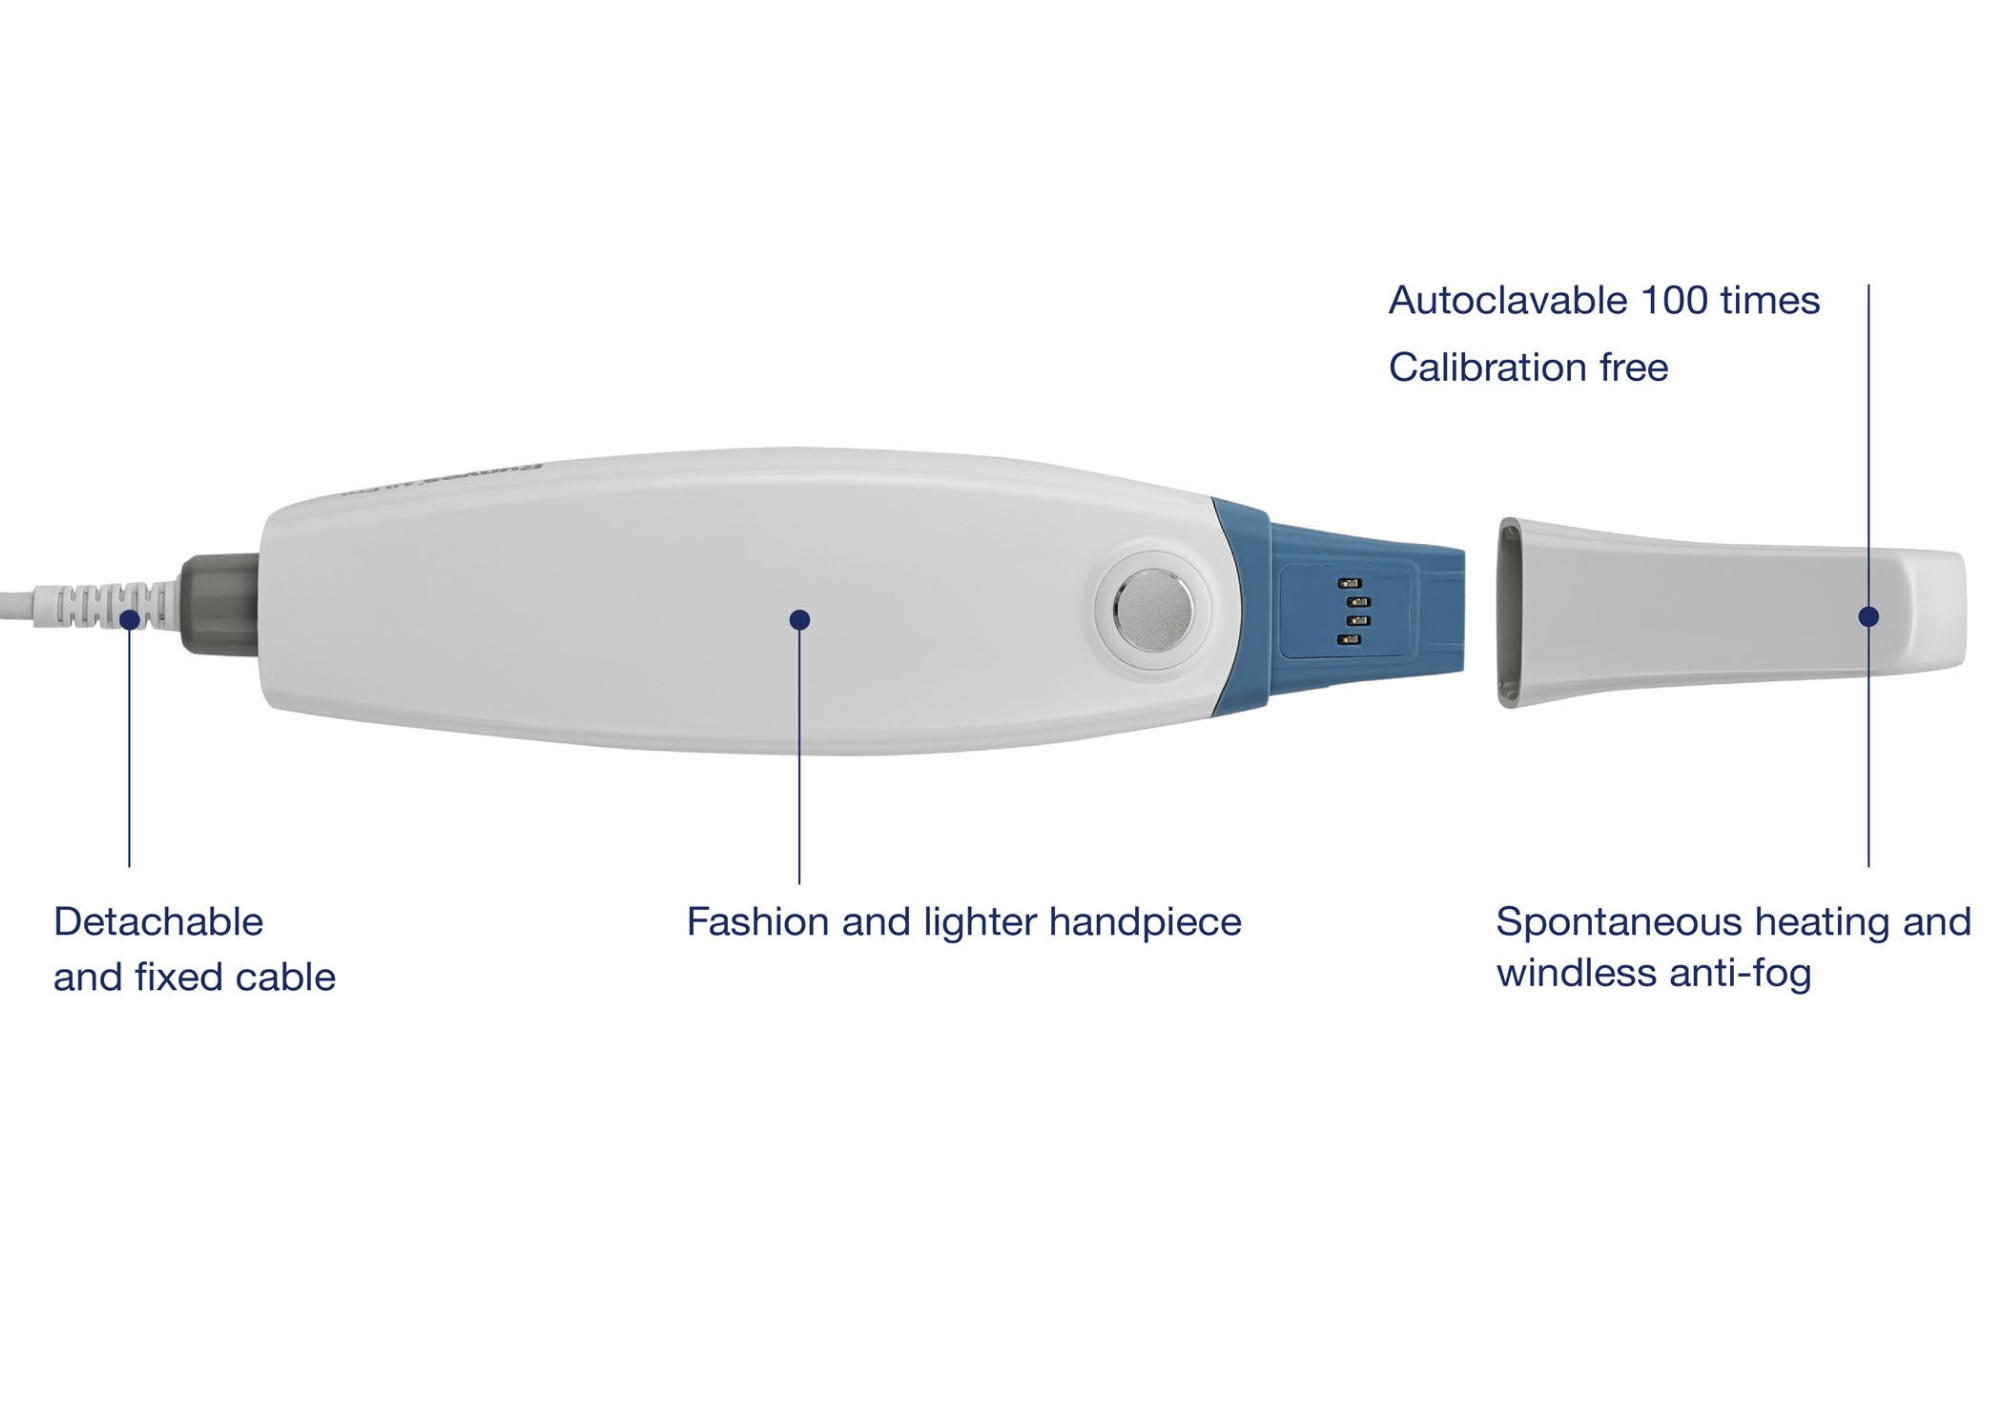 Autoclavable 100 times
Calibration free
Detachable
and fixed cable
Fashion and lighter handpiece
Spontaneous heating and
windless anti-fog